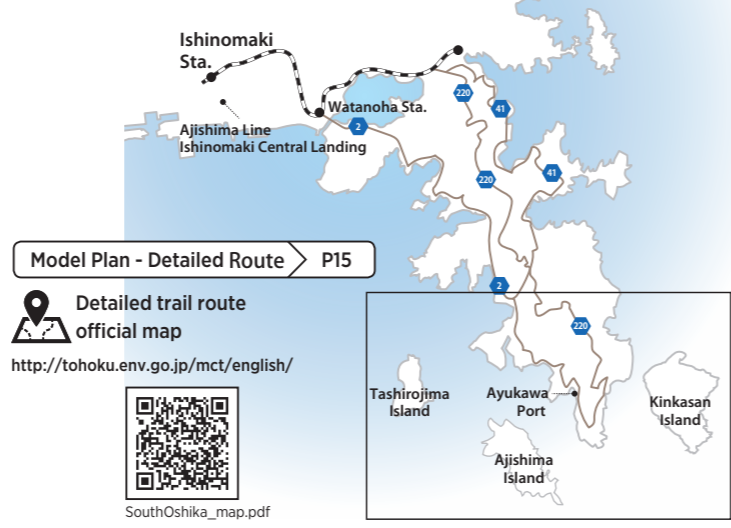 Ishinomaki
Sta.
Watanoha Sta.
Ajishima Line
Ishinomaki Central Landing
2
220
41
220
41
Model Plan - Detailed Route P15
2
Detailed trail route
official map
220
http://tohoku.env.go.jp/mct/english/
Tashirojima
Island
Ayukawa
Port
Kinkasan
Island
Ajishima
Island
SouthOshika_map.pdf